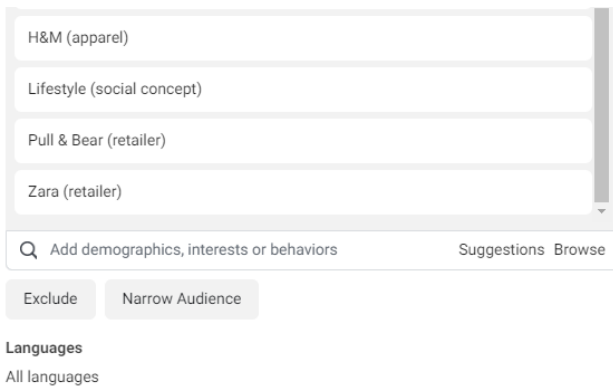 H&M (apparel)
Lifestyle (social concept)
Pull & Bear (retailer)
Zara (retailer)
Add demographics, interests or behaviors Suggestions Browse
Exclude Narrow Audience
Languages
All languages